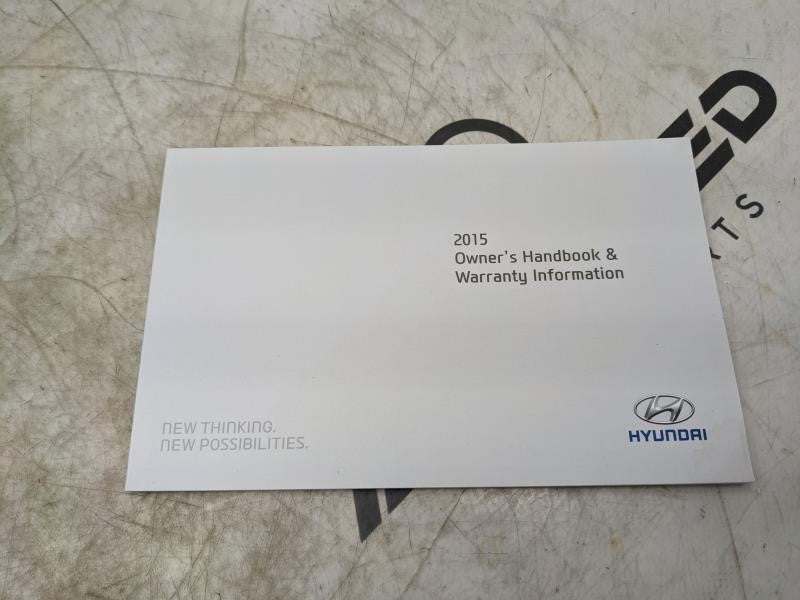 2015
Owner's Handbook &
Warranty Information
NEW THINKING.
NEW POSSIBILITIES.
HYUNDAI